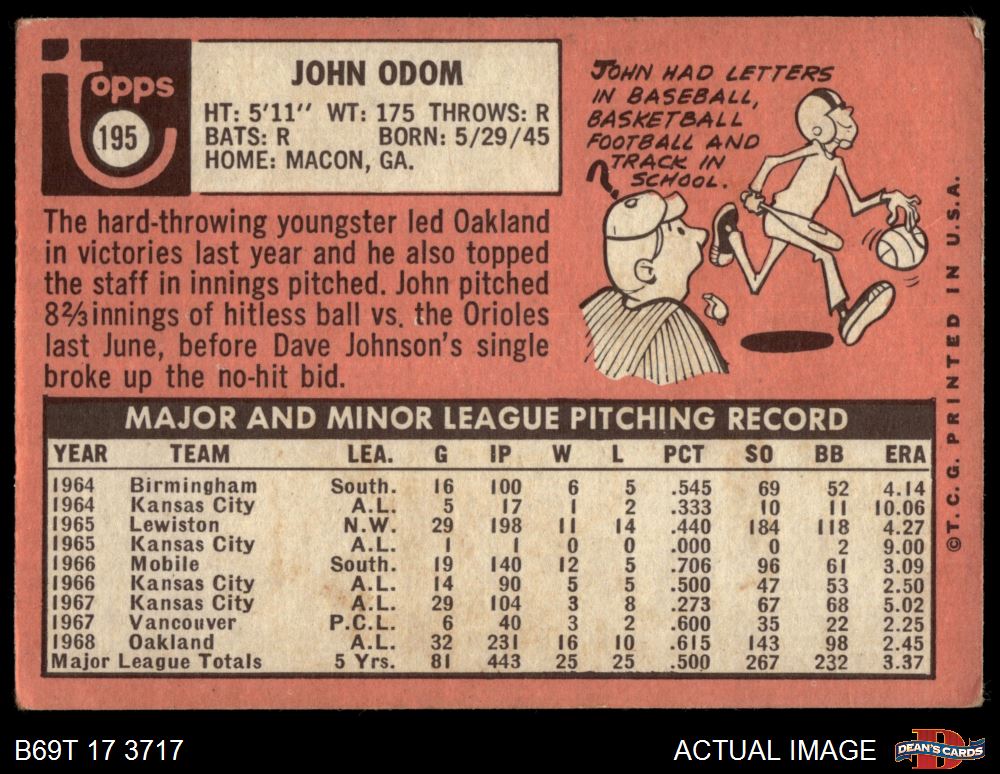 Topps
195
JOHN ODOM
HT: 5'11" WT: 175 THROWS: R
BATS: R BORN: 5/29/45
HOME: MACON, GA.
JOHN HAD LETTERS
IN BASEBALL,
BASKETBALL
FOOTBALL AND
TRACK IN
SCHOOL.
?
The hard-throwing youngster led Oakland
in victories last year and he also topped
the staff in innings pitched. John pitched
8⅔ innings of hitless ball vs. the Orioles
last June, before Dave Johnson's single
broke up the no-hit bid.
©T.C.G. PRINTED IN U.S.A.
MAJOR AND MINOR LEAGUE PITCHING RECORD
YEAR TEAM LEA. G IP W L PCT SO BB ERA
1964 Birmingham South. 16 100 6 5 .545 69 52 4.14
1964 Kansas City A.L. 5 17 1 2 .333 10 11 10.06
1965 Lewiston N.W. 29 198 11 14 .440 184 118 4.27
1965 Kansas City A.L. 1 1 0 0 .000 0 2 9.00
1966 Mobile South. 19 140 12 5 .706 96 61 3.09
1966 Kansas City A.L. 14 90 5 5 .500 47 53 2.50
1967 Kansas City A.L. 29 104 3 8 .273 67 68 5.02
1967 Vancouver P.C.L. 6 40 3 2 .600 35 22 2.25
1968 Oakland A.L. 32 231 16 10 .615 143 98 2.45
Major League Totals 5 Yrs. 81 443 25 25 .500 267 232 3.37
B69T 17 3717
ACTUAL IMAGE
DEAN'S CARDS